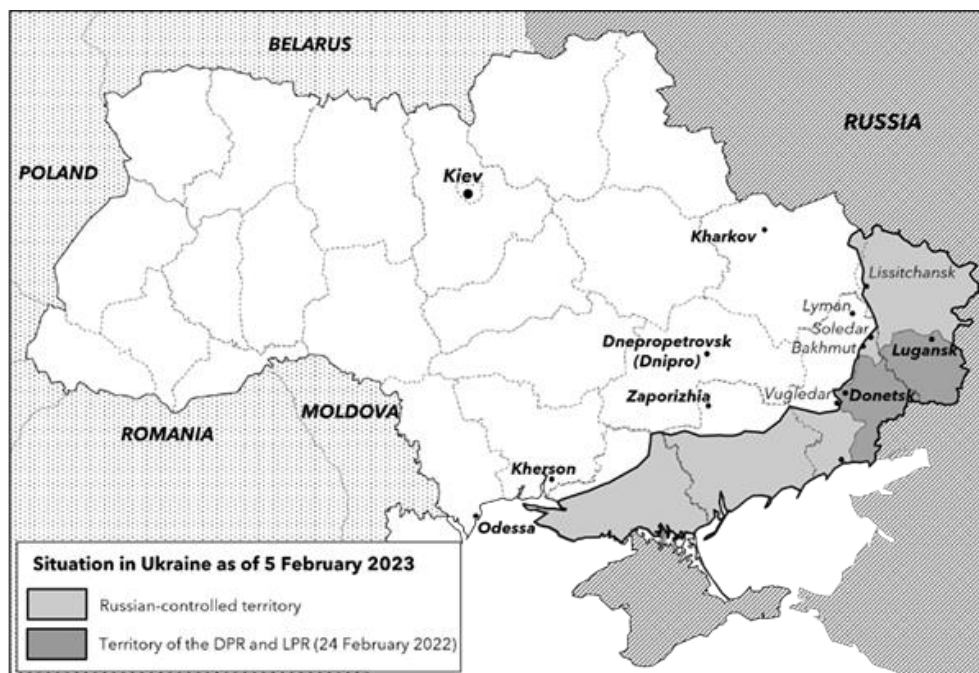 BELARUS
RUSSIA
POLAND
Kiev
Kharkov
Lissitchansk
Lyman
Soledar
Bakhmut
Lugansk
Dnepropetrovsk
(Dnipro)
Zaporizhia
Vugledar
Donetsk
MOLDOVA
ROMANIA
Kherson
Odessa
Situation in Ukraine as of 5 February 2023
Russian-controlled territory
Territory of the DPR and LPR (24 February 2022)